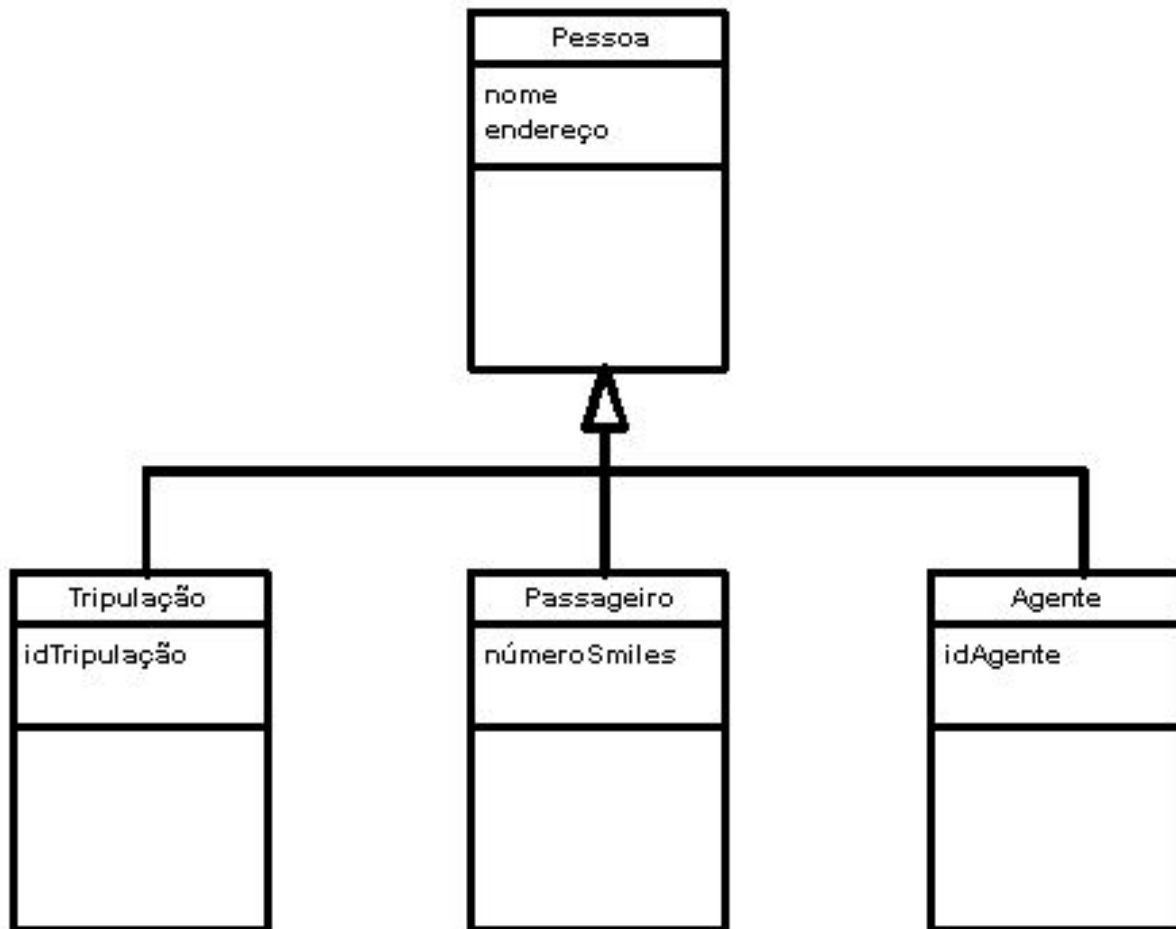 Pessoa
nome
endereço
Tripulação
idTripulação
Passageiro
númeroSmiles
Agente
idAgente